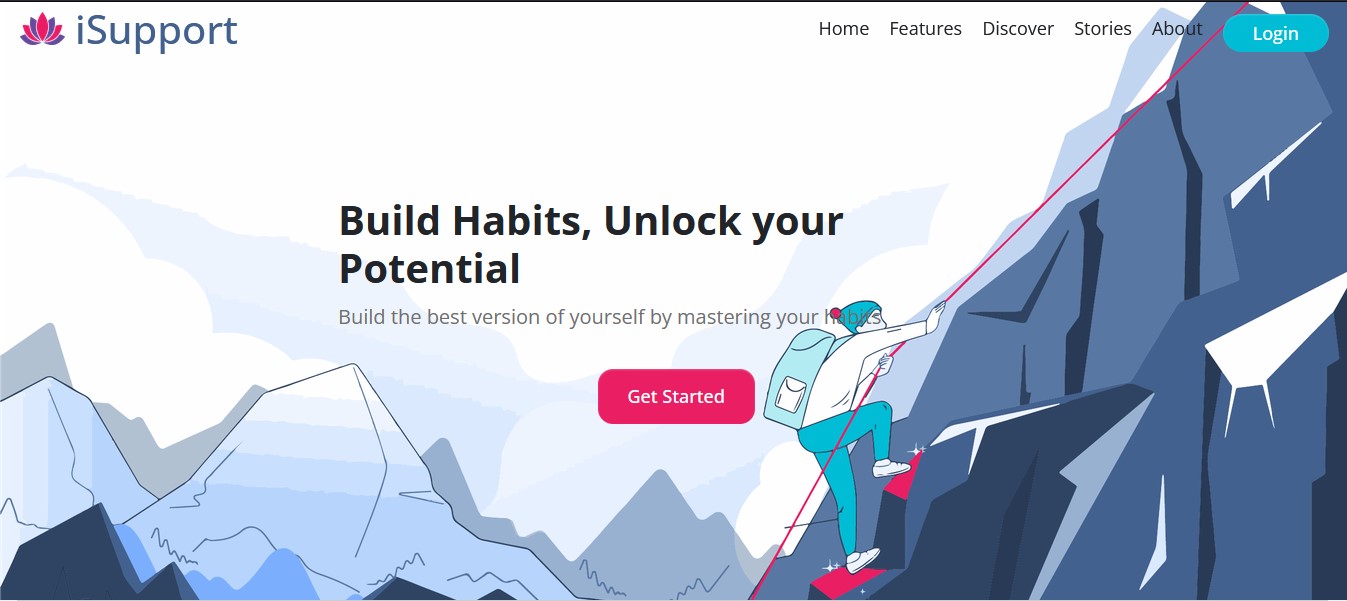 iSupport
Home Features Discover Stories About Login
Build Habits, Unlock your
Potential
Build the best version of yourself by mastering your habits.
Get Started